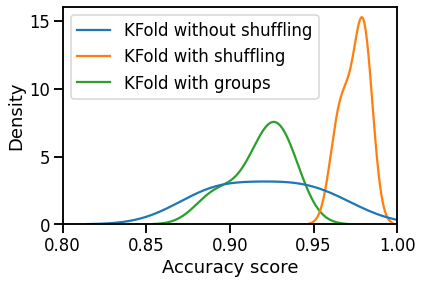 KFold without shuffling
KFold with shuffling
KFold with groups
Density
15
10
5
0
0.80 0.85 0.90 0.95 1.00
Accuracy score